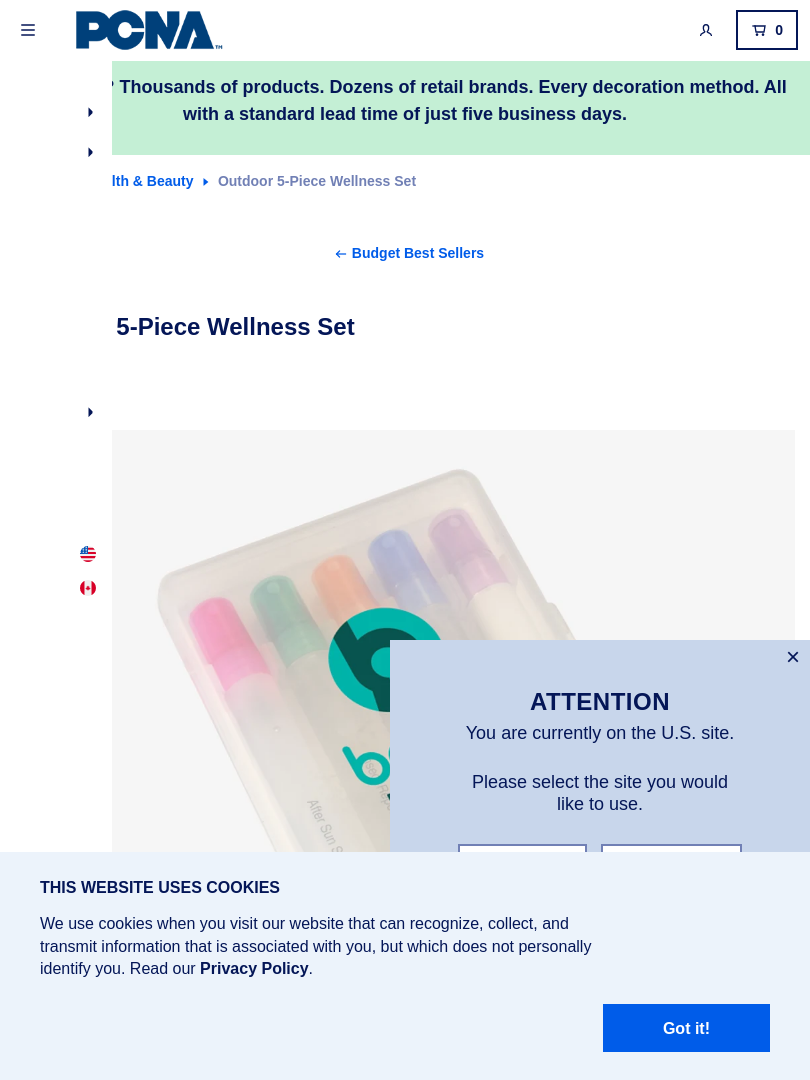 PCNA™
0
Thousands of products. Dozens of retail brands. Every decoration method. All
with a standard lead time of just five business days.
lth & Beauty Outdoor 5-Piece Wellness Set
Budget Best Sellers
5-Piece Wellness Set
After Sun
ATTENTION
You are currently on the U.S. site.
Please select the site you would
like to use.
THIS WEBSITE USES COOKIES
We use cookies when you visit our website that can recognize, collect, and
transmit information that is associated with you, but which does not personally
identify you. Read our Privacy Policy.
Got it!